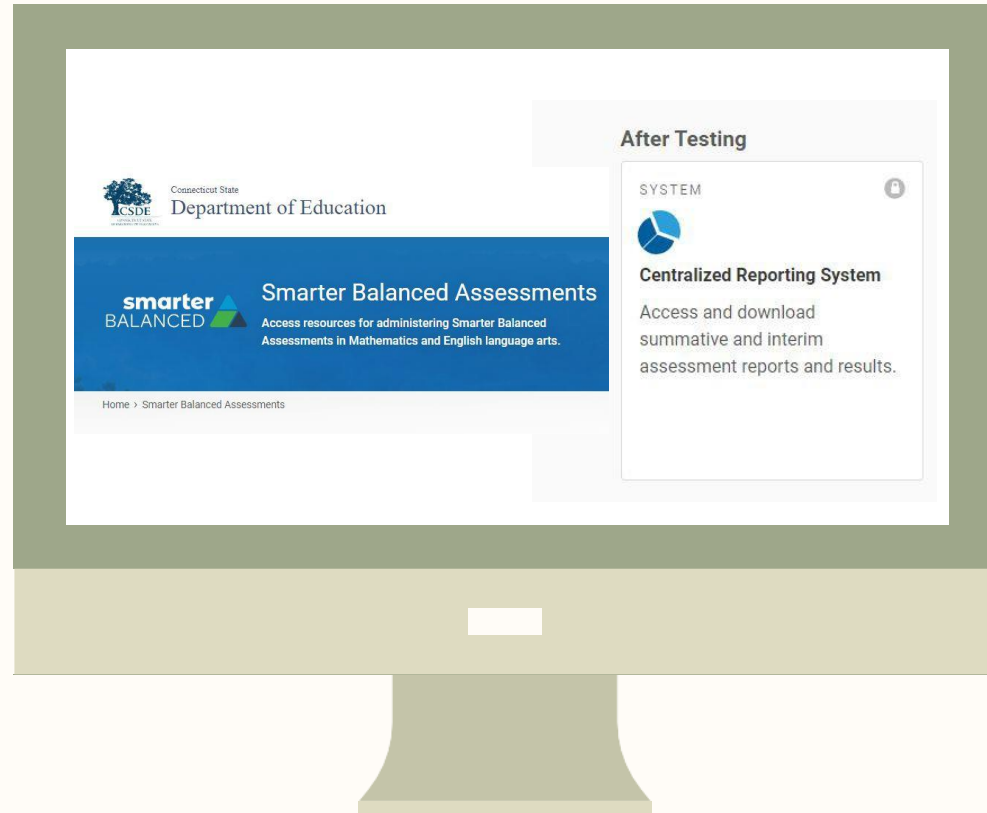 Connecticut State
Department of Education
CSDE
smarter
BALANCED
Smarter Balanced Assessments
Access resources for administering Smarter Balanced
Assessments in Mathematics and English language arts.
Home › Smarter Balanced Assessments
After Testing
SYSTEM
Centralized Reporting System
Access and download
summative and interim
assessment reports and results.